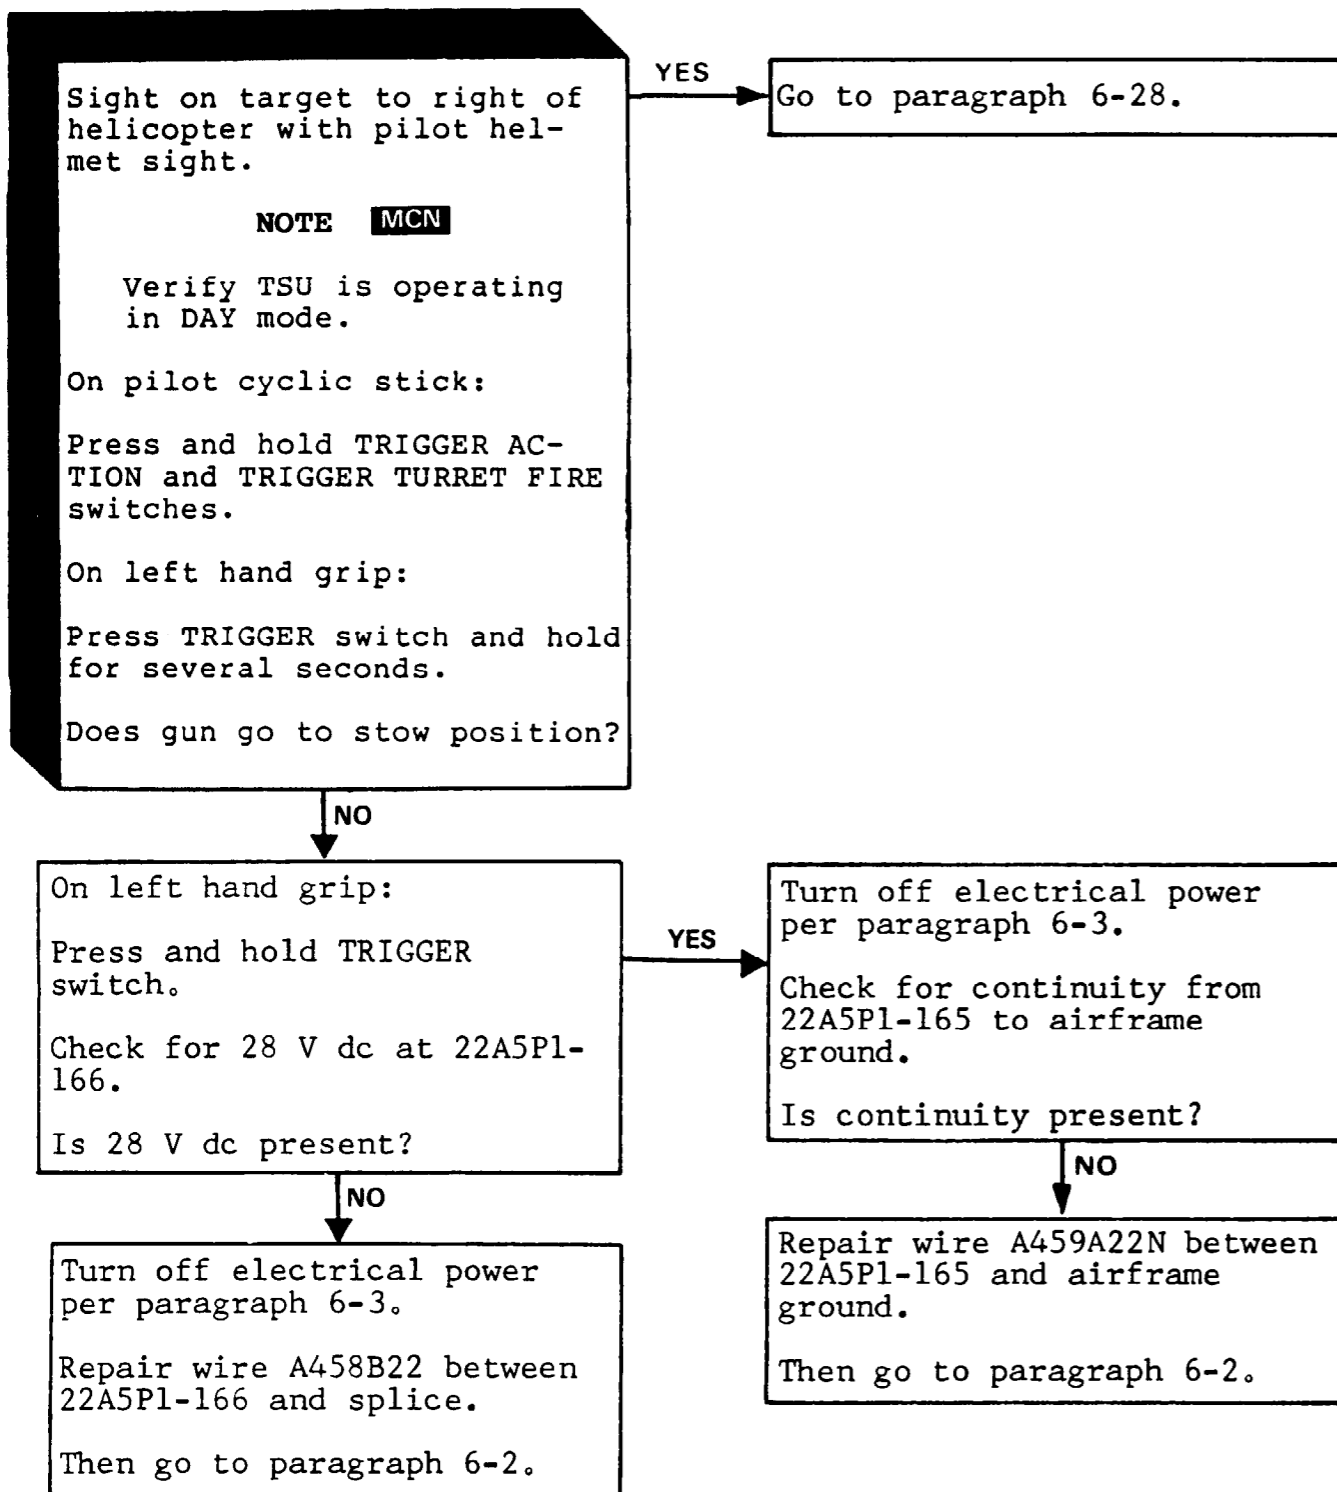 Sight on target to right of
helicopter with pilot hel-
met sight.
NOTE MCN
Verify TSU is operating
in DAY mode.
On pilot cyclic stick:
Press and hold TRIGGER AC-
TION and TRIGGER TURRET FIRE
switches.
On left hand grip:
Press TRIGGER switch and hold
for several seconds.
Does gun go to stow position?
YES
Go to paragraph 6-28.
NO
On left hand grip:
Press and hold TRIGGER
switch.
Check for 28 V dc at 22A5P1-
166.
Is 28 V dc present?
YES
Turn off electrical power
per paragraph 6-3.
Check for continuity from
22A5P1-165 to airframe
ground.
Is continuity present?
NO
Repair wire A459A22N between
22A5P1-165 and airframe
ground.
Then go to paragraph 6-2.
NO
Turn off electrical power
per paragraph 6-3.
Repair wire A458B22 between
22A5P1-166 and splice.
Then go to paragraph 6-2.